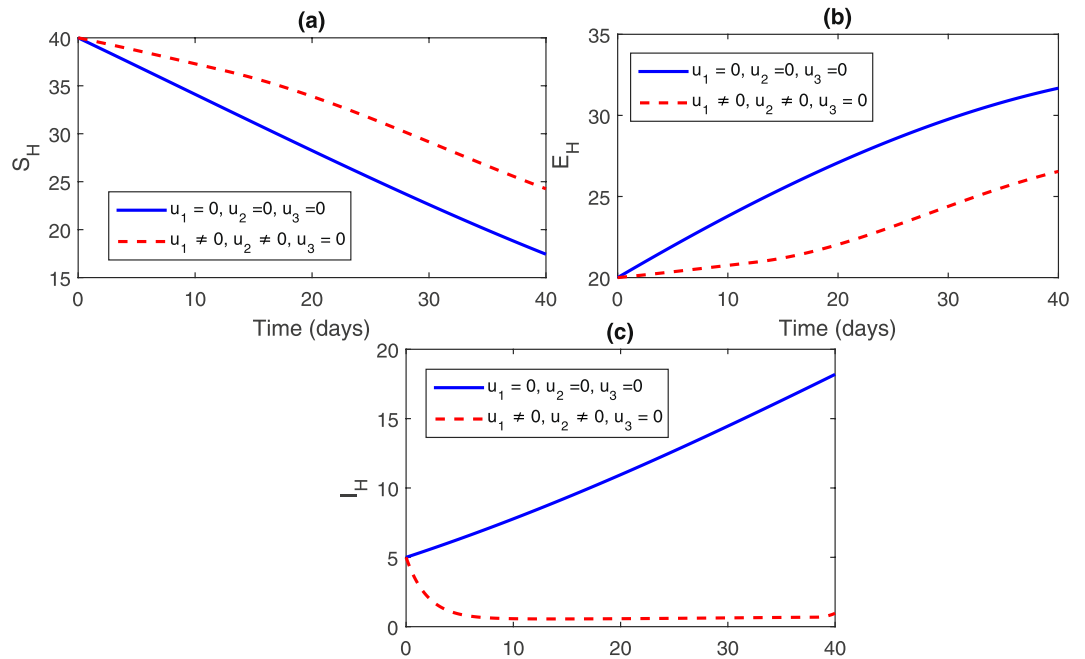 (a)
40
35
30
25
20
15
S_H
u_1 = 0, u_2 =0, u_3 =0
u_1 ≠ 0, u_2 ≠ 0, u_3 = 0
0 10 20 30 40
Time (days)
(b)
35
30
25
20
E_H
u_1 = 0, u_2 =0, u_3 =0
u_1 ≠ 0, u_2 ≠ 0, u_3 = 0
0 10 20 30 40
Time (days)
(c)
20
15
10
5
0
I_H
u_1 = 0, u_2 =0, u_3 =0
u_1 ≠ 0, u_2 ≠ 0, u_3 = 0
0 10 20 30 40